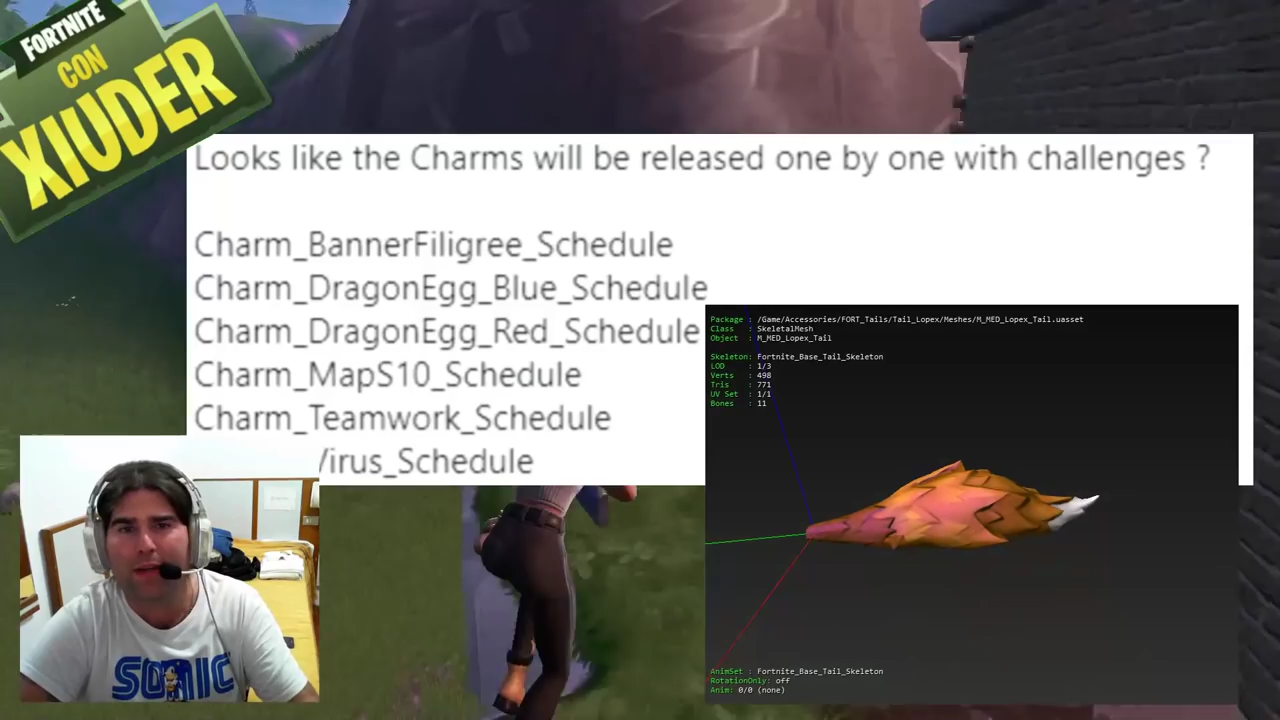 FORTNITE
CON
XIUDER
Looks like the Charms will be released one by one with challenges ?
Charm_BannerFiligree_Schedule
Charm_DragonEgg_Blue_Schedule
Charm_DragonEgg_Red_Schedule
Charm_MapS10_Schedule
Charm_Teamwork_Schedule
Virus_Schedule
Package : /Game/Accessories/FORT_Tails/Tail_Lopex/Meshes/M_MED_Lopex_Tail.uasset
Class : SkeletalMesh
Object : M_MED_Lopex_Tail
Skeleton: Fortnite_Base_Tail_Skeleton
LOD : 1/3
Verts : 498
Tris : 771
UV Set : 1/1
Bones : 11
AnimSet : Fortnite_Base_Tail_Skeleton
RotationOnly: off
Anim: 0/0 (none)
SONIC